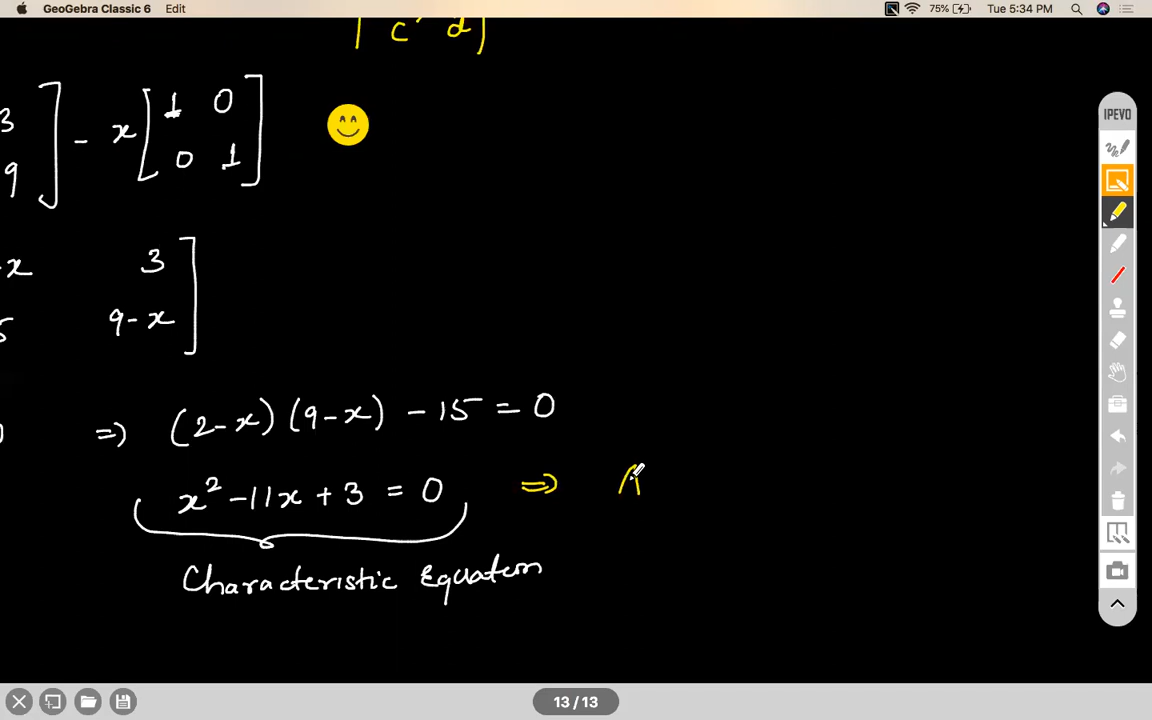 GeoGebra Classic 6 Edit 75% Tue 5:34 PM
| c d |
3
9 ] - x [ 1 0
0 1 ]
IPEVO
-x 3
5 9-x ]
=> (2-x) (9-x) - 15 = 0
x² - 11x + 3 = 0 =>
Characteristic Equation
13 / 13